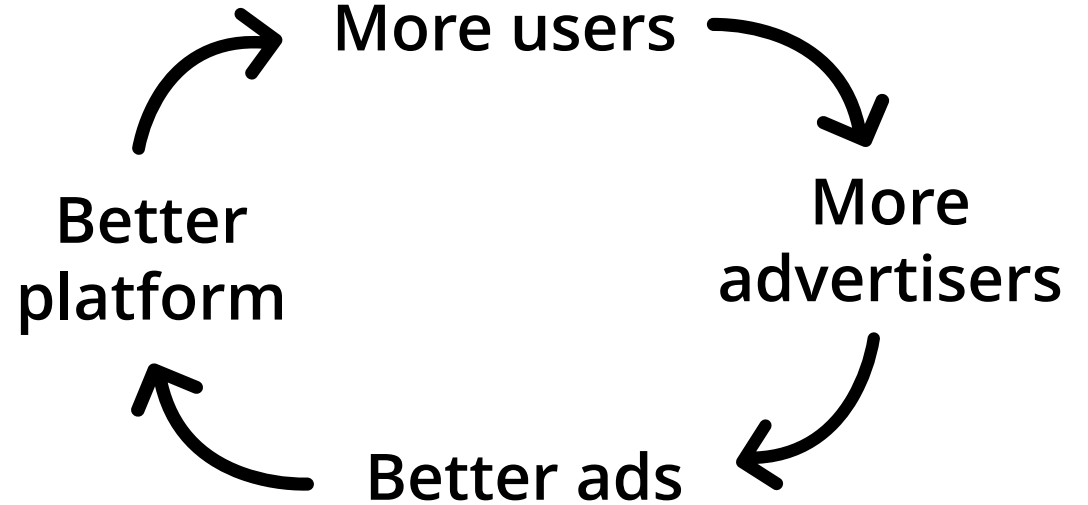 More users
More
advertisers
Better ads
Better
platform